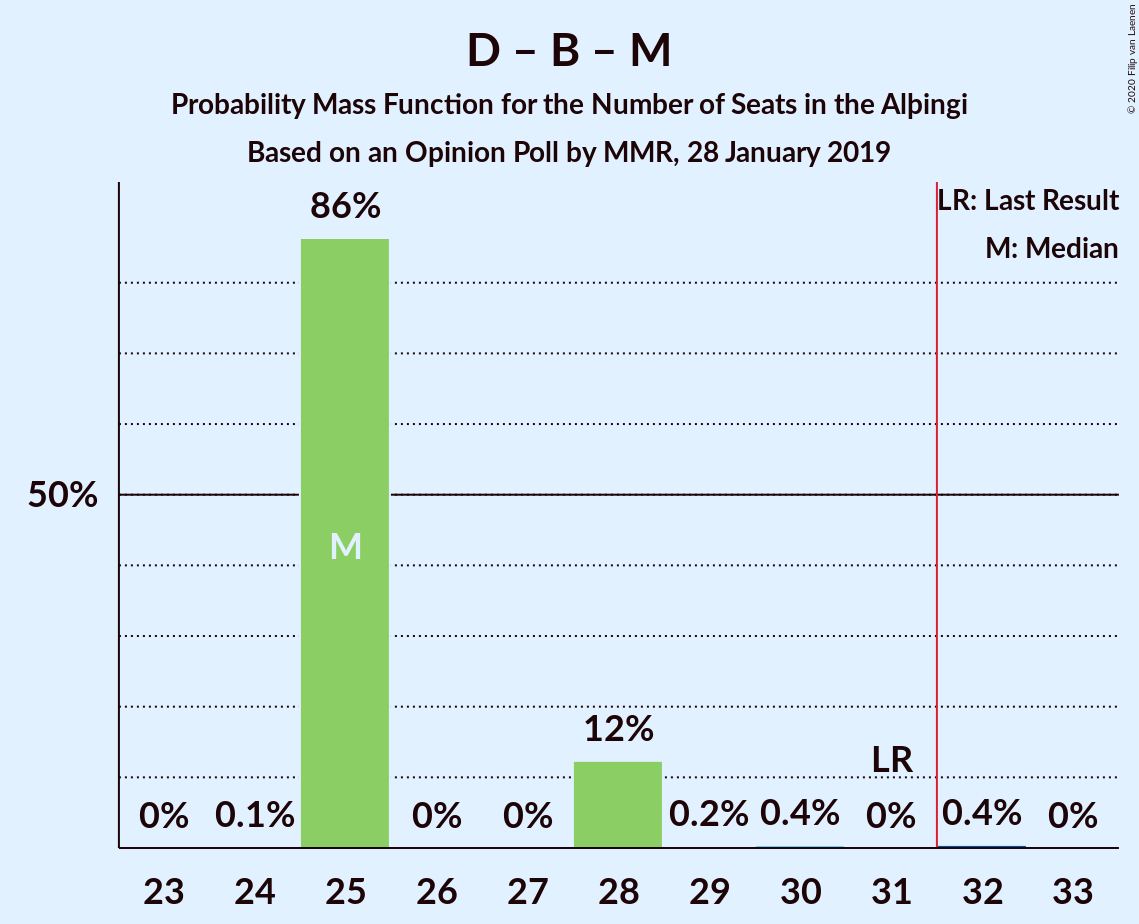 D – B – M
Probability Mass Function for the Number of Seats in the Alþingi
Based on an Opinion Poll by MMR, 28 January 2019
© 2020 Filip van Laenen
LR: Last Result
M: Median
86%
50%
M
12%
LR
0% 0.1% 0% 0% 0.2% 0.4% 0% 0.4% 0%
23 24 25 26 27 28 29 30 31 32 33